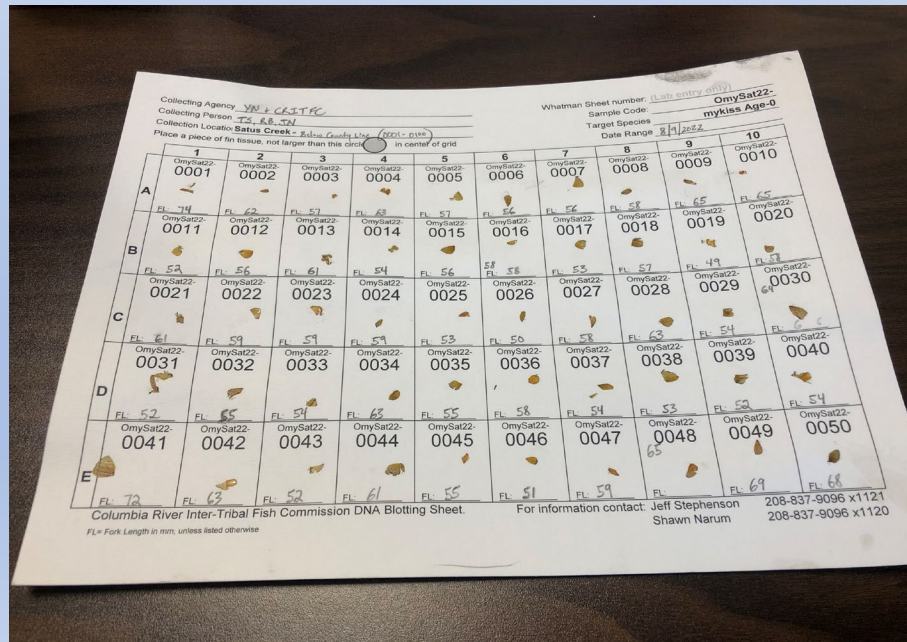 Collecting Agency YN + CRITFC
Collecting Person TS, RB, JN
Collection Locatio Satus Creek - Below County Line (0001-0100)
Place a piece of fin tissue, not larger than this circle in center of grid
Whatman Sheet number: (Lab entry only)
Sample Code: OmySat22-
Target Species mykiss Age-0
Date Range 8/9/2022
1 2 3 4 5 6 7 8 9 10
A
OmySat22- OmySat22- OmySat22- OmySat22- OmySat22- OmySat22- OmySat22- OmySat22- OmySat22- OmySat22-
0001 0002 0003 0004 0005 0006 0007 0008 0009 0010
FL: 74 FL: 62 FL: 57 FL: 63 FL: 57 FL: 56 FL: 56 FL: 58 FL: 65 FL: 65
B
OmySat22- OmySat22- OmySat22- OmySat22- OmySat22- OmySat22- OmySat22- OmySat22- OmySat22- OmySat22-
0011 0012 0013 0014 0015 0016 0017 0018 0019 0020
58
FL: 52 FL: 56 FL: 61 FL: 54 FL: 56 FL: 58 FL: 53 FL: 57 FL: 49 FL: 58
C
OmySat22- OmySat22- OmySat22- OmySat22- OmySat22- OmySat22- OmySat22- OmySat22- OmySat22- OmySat22-
0021 0022 0023 0024 0025 0026 0027 0028 0029 0030
FL: 61 FL: 59 FL: 59 FL: 59 FL: 53 FL: 50 FL: 58 FL: 63 FL: 54 FL:
D
OmySat22- OmySat22- OmySat22- OmySat22- OmySat22- OmySat22- OmySat22- OmySat22- OmySat22- OmySat22-
0031 0032 0033 0034 0035 0036 0037 0038 0039 0040
FL: 52 FL: FL: 54 FL: 63 FL: 55 FL: 58 FL: 54 FL: 53 FL: 52 FL: 54
E
OmySat22- OmySat22- OmySat22- OmySat22- OmySat22- OmySat22- OmySat22- OmySat22- OmySat22- OmySat22-
0041 0042 0043 0044 0045 0046 0047 0048 0049 0050
65
FL: 72 FL: 63 FL: 52 FL: 61 FL: 55 FL: 51 FL: 59 FL: FL: 69 FL: 68
Columbia River Inter-Tribal Fish Commission DNA Blotting Sheet.
FL= Fork Length in mm, unless listed otherwise
For information contact: Jeff Stephenson 208-837-9096 x1121
Shawn Narum 208-837-9096 x1120